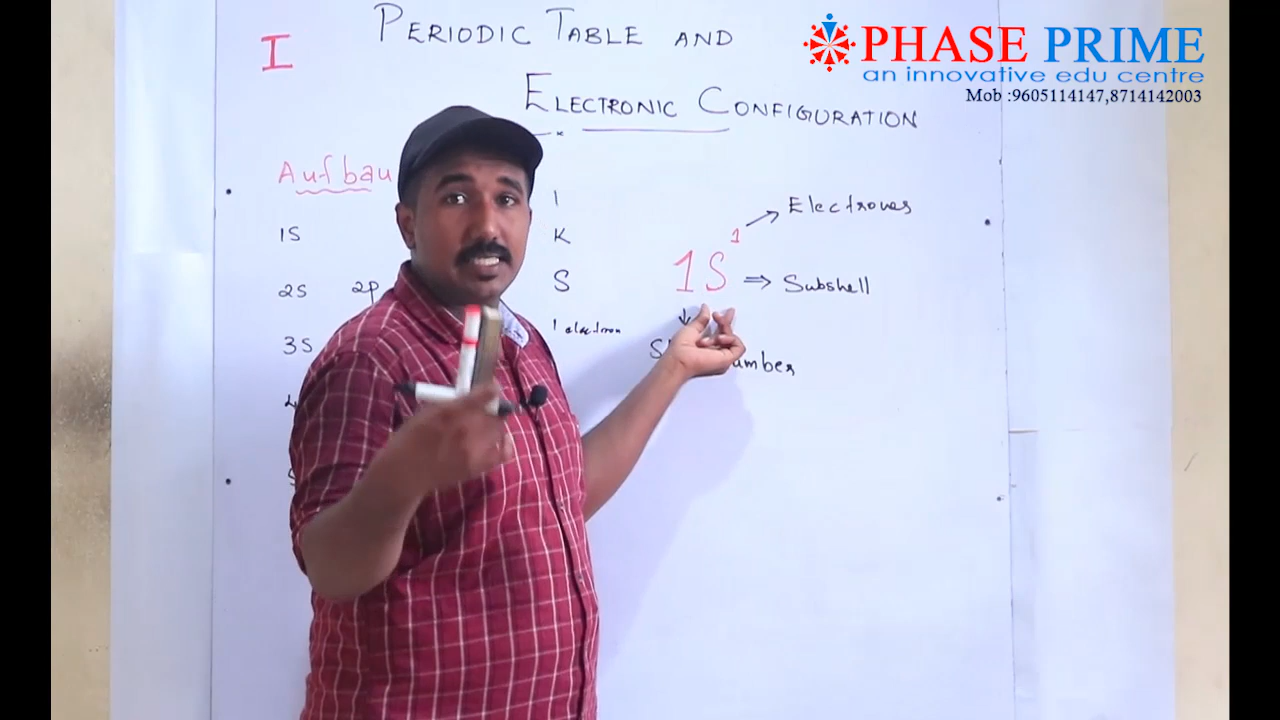 I
PERIODIC TABLE AND
ELECTRONIC CONFIGURATION
PHASE PRIME
an innovative edu centre
Mob :9605114147,8714142003
Aufbau
1S
2S 2p
3S
1
K
S
1 electron
1S¹
Electrones
Subshell
umber